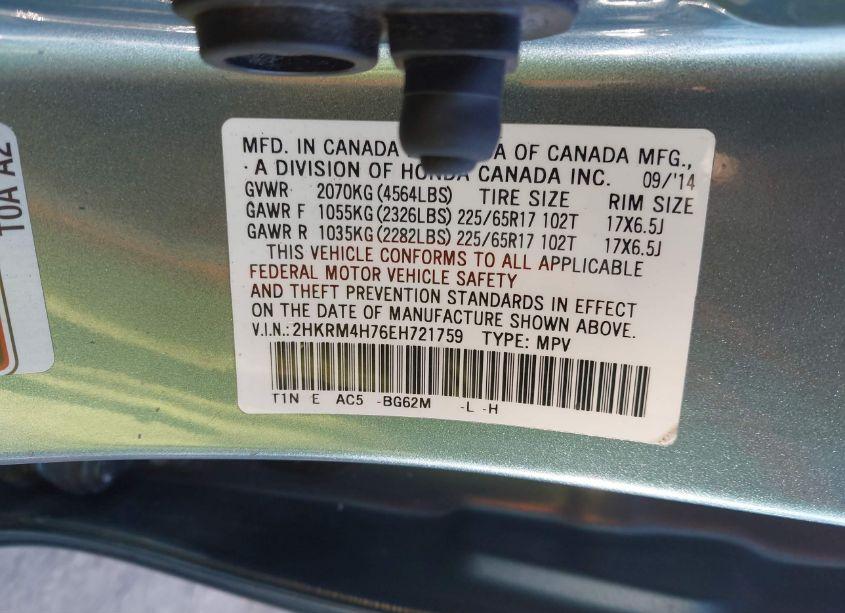 MFD. IN CANADA A OF CANADA MFG.,
A DIVISION OF HONDA CANADA INC. 09/'14
GVWR 2070KG (4564LBS) TIRE SIZE RIM SIZE
GAWR F 1055KG (2326LBS) 225/65R17 102T 17X6.5J
GAWR R 1035KG (2282LBS) 225/65R17 102T 17X6.5J
THIS VEHICLE CONFORMS TO ALL APPLICABLE
FEDERAL MOTOR VEHICLE SAFETY
AND THEFT PREVENTION STANDARDS IN EFFECT
ON THE DATE OF MANUFACTURE SHOWN ABOVE.
V.I.N.: 2HKRM4H76EH721759 TYPE: MPV
T1N E AC5 -BG62M -L -H